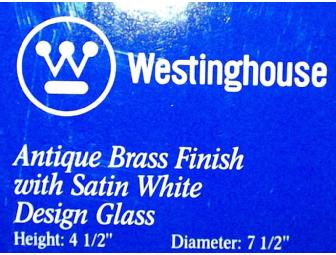 W Westinghouse
Antique Brass Finish
with Satin White
Design Glass
Height: 4 1/2" Diameter: 7 1/2"